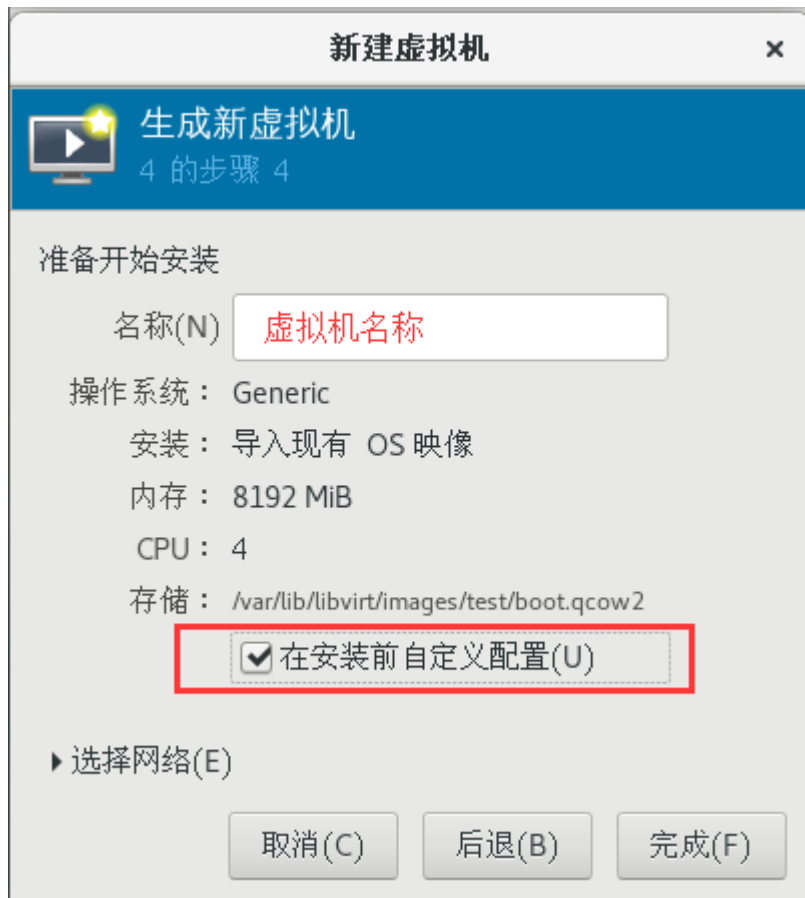 新建虚拟机 ×
生成新虚拟机
4 的步骤 4
准备开始安装
名称(N) 虚拟机名称
操作系统： Generic
安装： 导入现有 OS 映像
内存： 8192 MiB
CPU： 4
存储： /var/lib/libvirt/images/test/boot.qcow2
在安装前自定义配置(U)
选择网络(E)
取消(C) 后退(B) 完成(F)